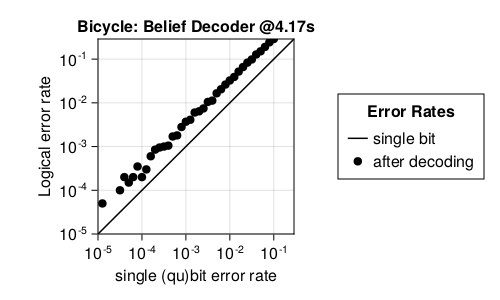 Bicycle: Belief Decoder @4.17s
Logical error rate
10⁻¹
10⁻²
10⁻³
10⁻⁴
10⁻⁵
10⁻⁵ 10⁻⁴ 10⁻³ 10⁻² 10⁻¹
single (qu)bit error rate
Error Rates
single bit
after decoding